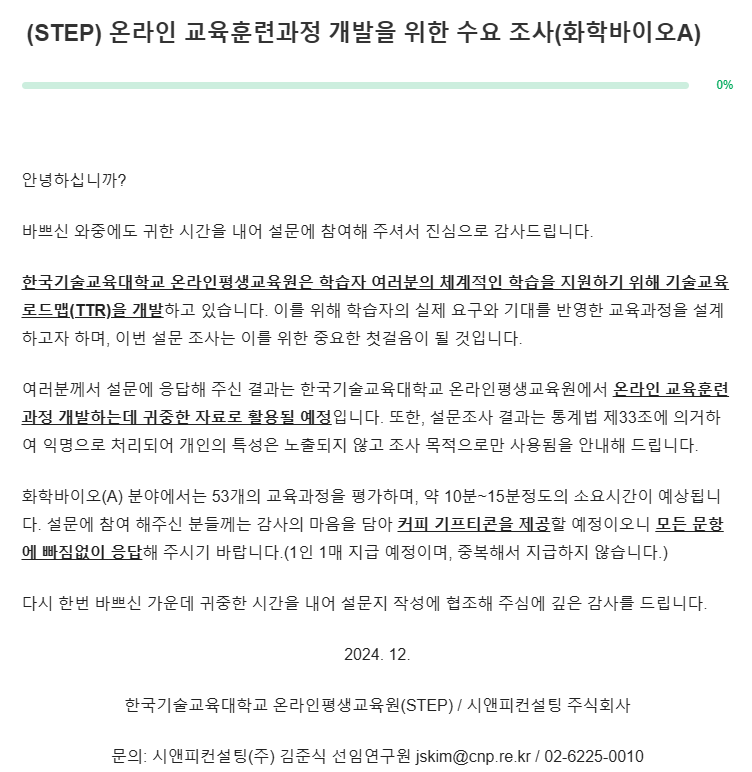 (STEP) 온라인 교육훈련과정 개발을 위한 수요 조사(화학바이오A)
0%
안녕하십니까?
바쁘신 와중에도 귀한 시간을 내어 설문에 참여해 주셔서 진심으로 감사드립니다.
한국기술교육대학교 온라인평생교육원은 학습자 여러분의 체계적인 학습을 지원하기 위해 기술교육
로드맵(TTR)을 개발하고 있습니다. 이를 위해 학습자의 실제 요구와 기대를 반영한 교육과정을 설계
하고자 하며, 이번 설문 조사는 이를 위한 중요한 첫걸음이 될 것입니다.
여러분께서 설문에 응답해 주신 결과는 한국기술교육대학교 온라인평생교육원에서 온라인 교육훈련
과정 개발하는데 귀중한 자료로 활용될 예정입니다. 또한, 설문조사 결과는 통계법 제33조에 의거하
여 익명으로 처리되어 개인의 특성은 노출되지 않고 조사 목적으로만 사용됨을 안내해 드립니다.
화학바이오(A) 분야에서는 53개의 교육과정을 평가하며, 약 10분~15분정도의 소요시간이 예상됩니
다. 설문에 참여 해주신 분들께는 감사의 마음을 담아 커피 기프티콘을 제공할 예정이오니 모든 문항
에 빠짐없이 응답해 주시기 바랍니다.(1인 1매 지급 예정이며, 중복해서 지급하지 않습니다.)
다시 한번 바쁘신 가운데 귀중한 시간을 내어 설문지 작성에 협조해 주심에 깊은 감사를 드립니다.
2024. 12.
한국기술교육대학교 온라인평생교육원(STEP) / 시앤피컨설팅 주식회사
문의: 시앤피컨설팅(주) 김준식 선임연구원 jskim@cnp.re.kr / 02-6225-0010